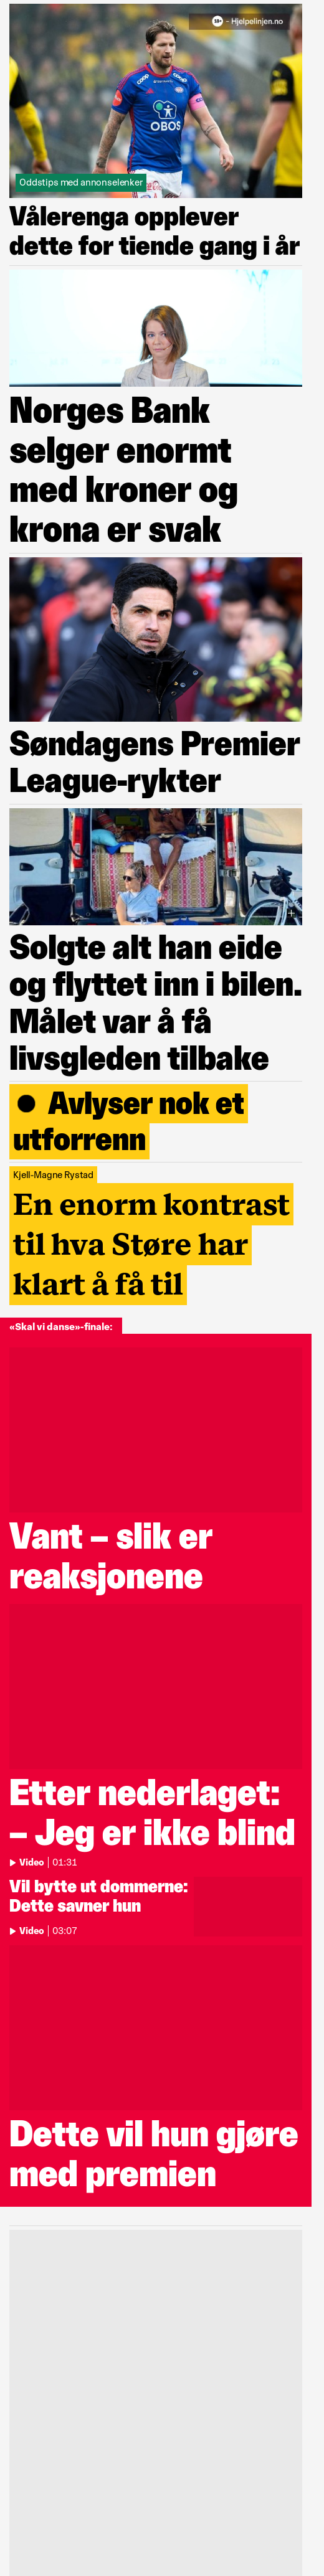 18+ – Hjelpelinjen.no
coop coop
OBOS
Oddstips med annonselenker
Vålerenga opplever
dette for tiende gang i år
Norges Bank
selger enormt
med kroner og
krona er svak
Søndagens Premier
League-rykter
Solgte alt han eide
og flyttet inn i bilen.
Målet var å få
livsgleden tilbake
Avlyser nok et
utforrenn
Kjell-Magne Rystad
En enorm kontrast
til hva Støre har
klart å få til
«Skal vi danse»-finale:
Vant – slik er
reaksjonene
Etter nederlaget:
– Jeg er ikke blind
Video | 01:31
Vil bytte ut dommerne:
Dette savner hun
Video | 03:07
Dette vil hun gjøre
med premien